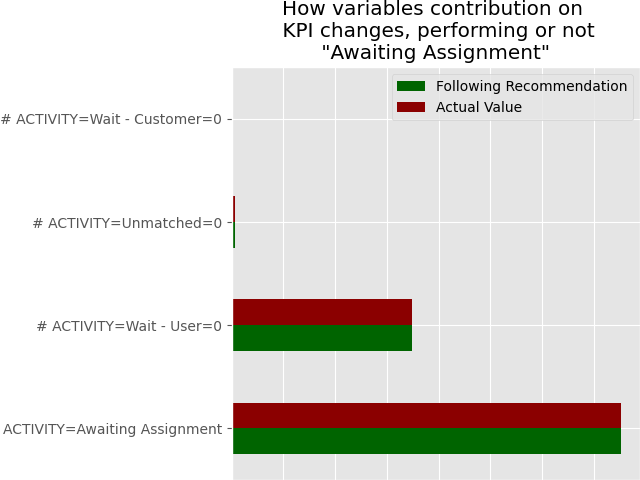 How variables contribution on
KPI changes, performing or not
"Awaiting Assignment"
Following Recommendation
Actual Value
# ACTIVITY=Wait - Customer=0
# ACTIVITY=Unmatched=0
# ACTIVITY=Wait - User=0
ACTIVITY=Awaiting Assignment